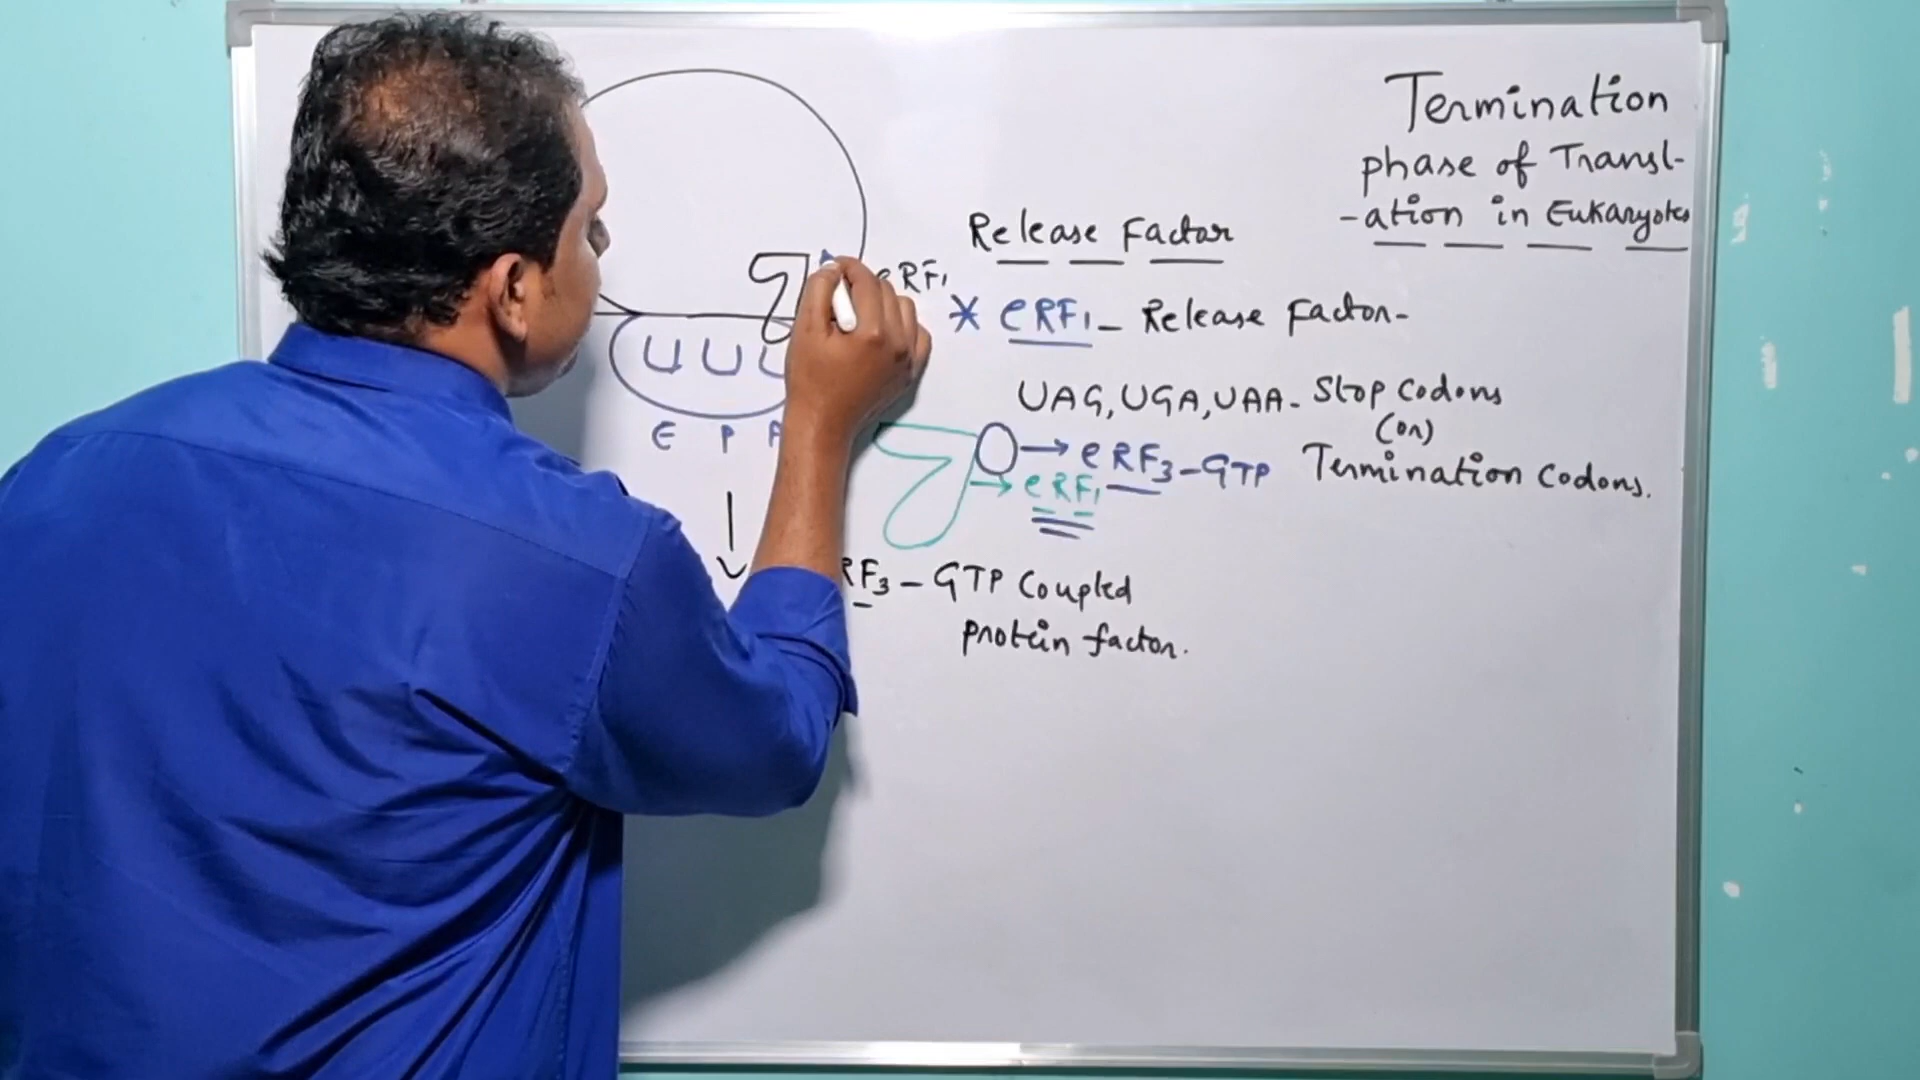 Termination
phase of Transl-
-ation in Eukaryotes
Release Factor
eRF1
* eRF1 - Release Factor-
UAG, UGA, UAA - Stop Codons
(or)
Termination Codons.
→ eRF3-GTP
→ eRF1
E P A
RF3 - GTP Coupled
protein factor.